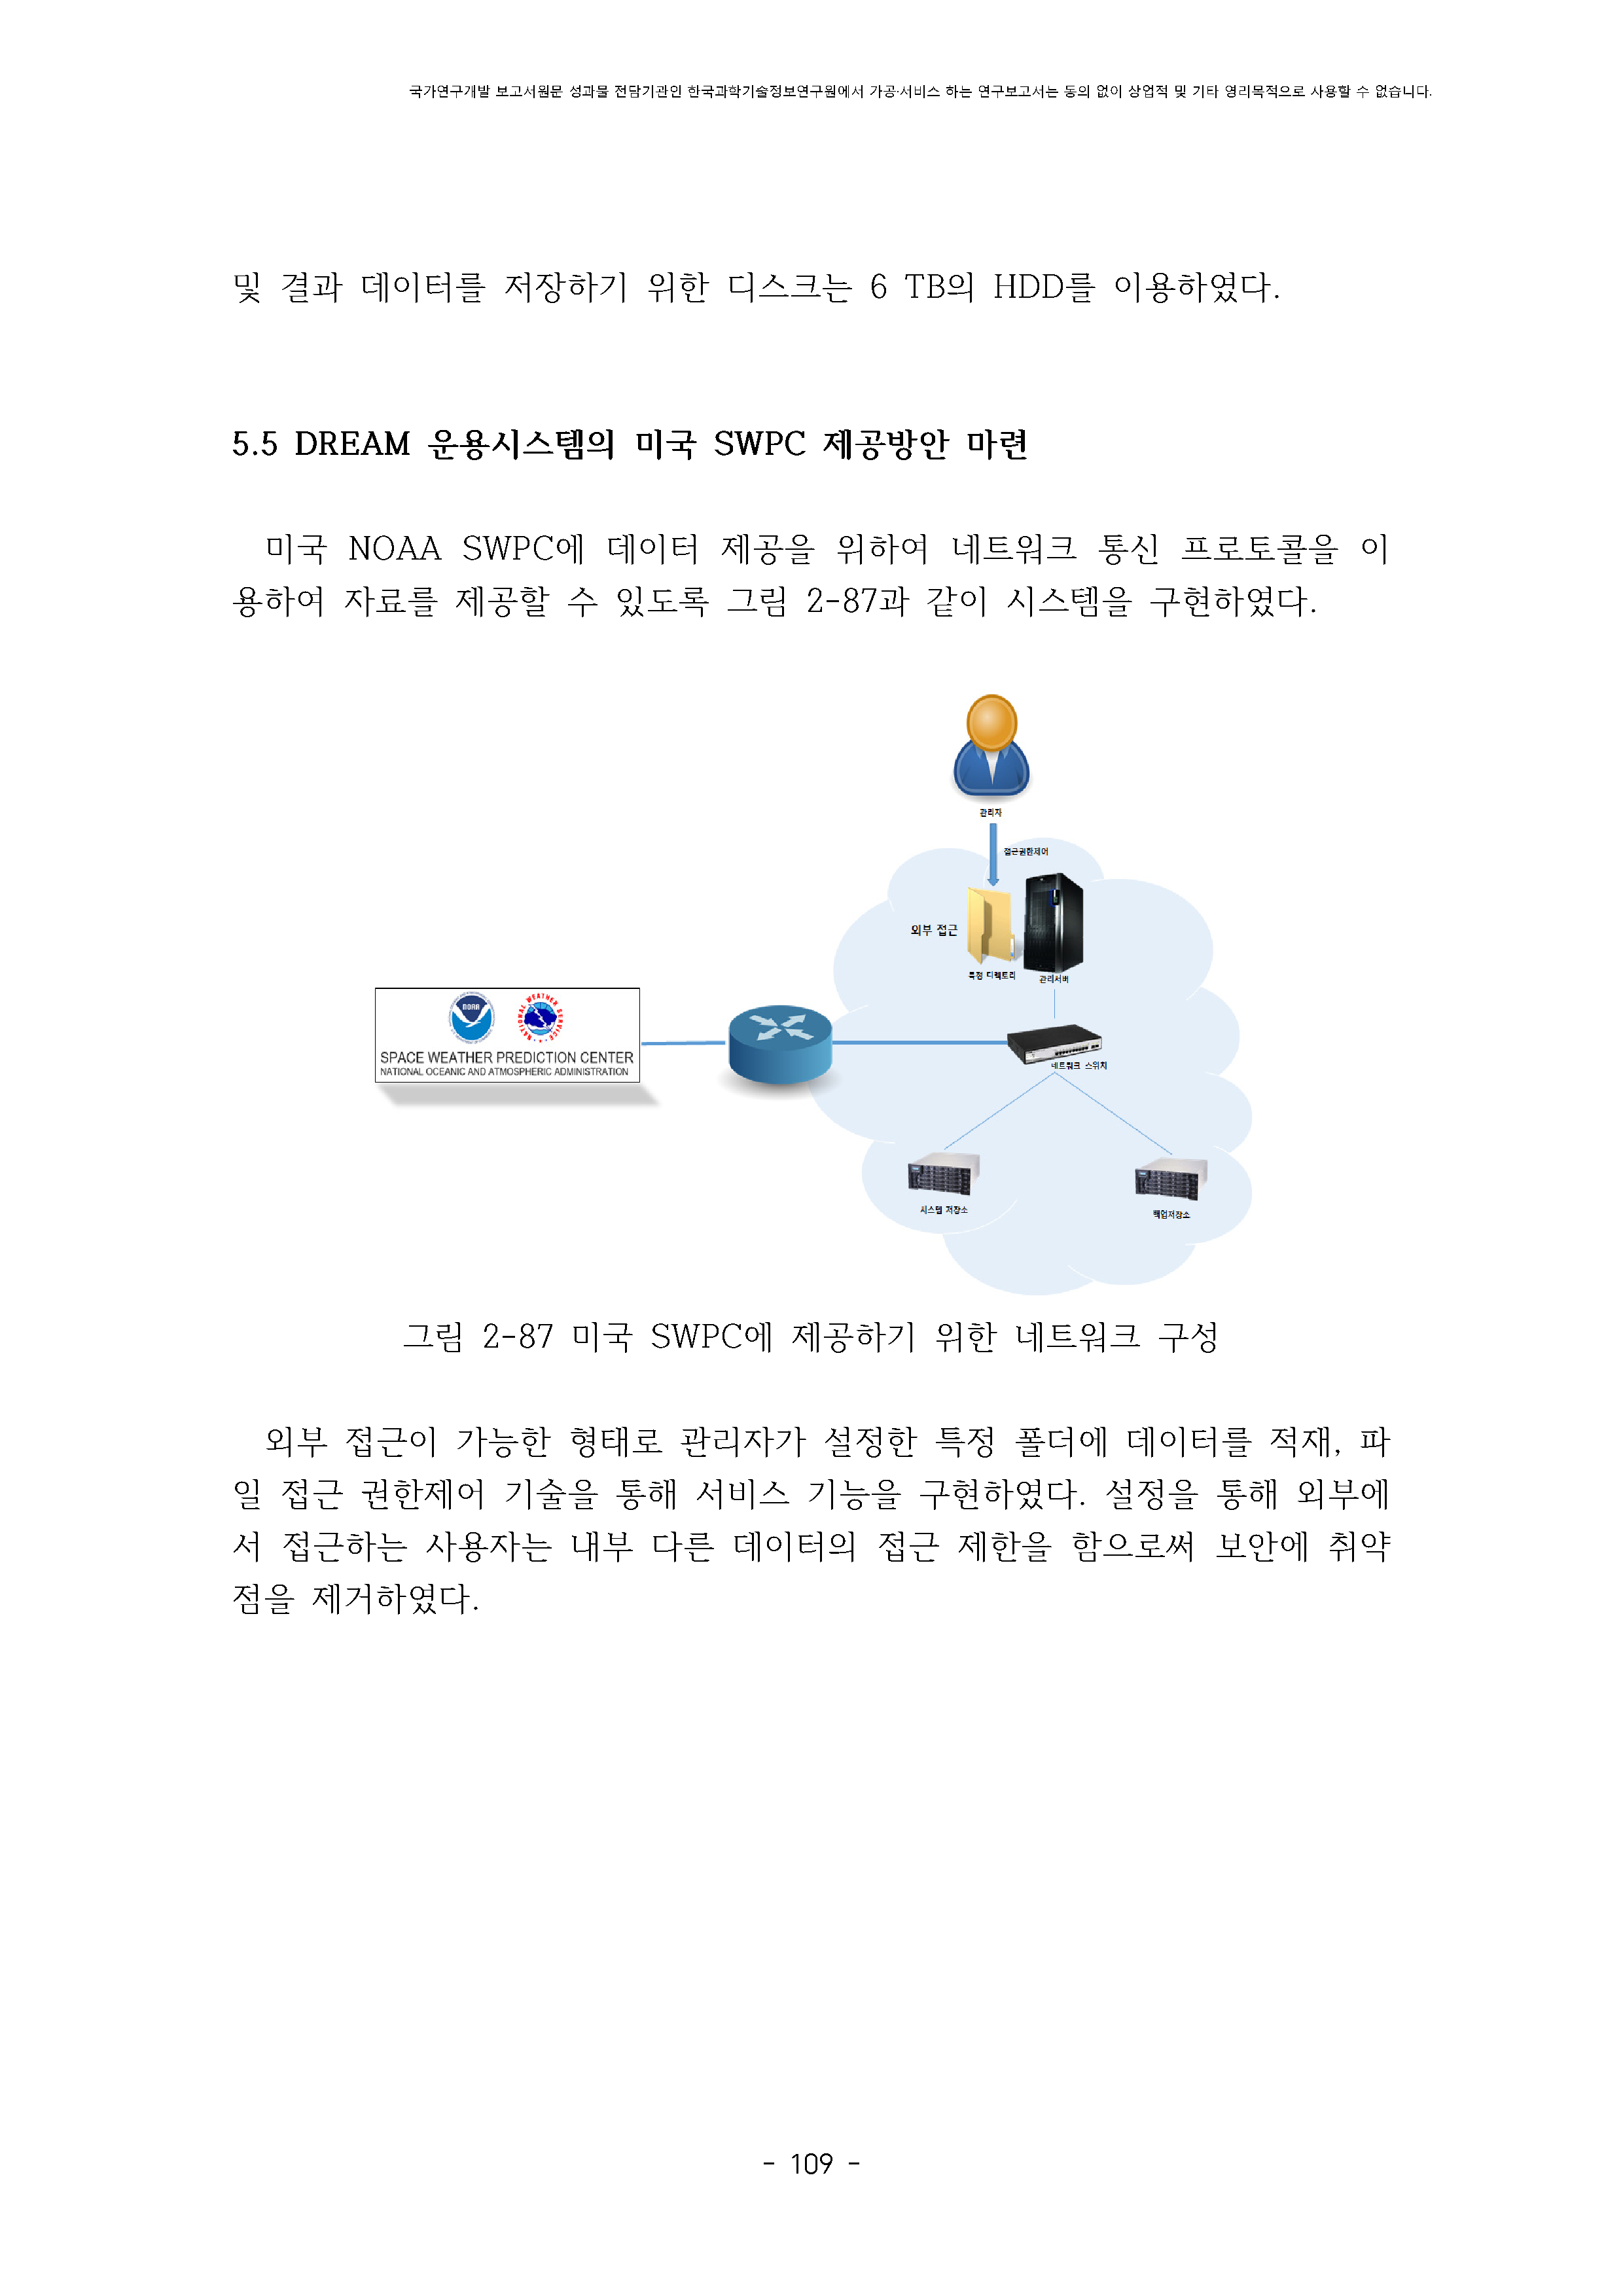 국가연구개발 보고서원문 성과물 전담기관인 한국과학기술정보연구원에서 가공·서비스 하는 연구보고서는 동의 없이 상업적 및 기타 영리목적으로 사용할 수 없습니다.
및 결과 데이터를 저장하기 위한 디스크는 6 TB의 HDD를 이용하였다.
5.5 DREAM 운용시스템의 미국 SWPC 제공방안 마련
미국 NOAA SWPC에 데이터 제공을 위하여 네트워크 통신 프로토콜을 이
용하여 자료를 제공할 수 있도록 그림 2-87과 같이 시스템을 구현하였다.
관리자
접근권한제어
외부 접근
특정 디렉토리
관리서버
NOAA
SPACE WEATHER PREDICTION CENTER
NATIONAL OCEANIC AND ATMOSPHERIC ADMINISTRATION
네트워크 스위치
시스템 저장소
백업저장소
그림 2-87 미국 SWPC에 제공하기 위한 네트워크 구성
외부 접근이 가능한 형태로 관리자가 설정한 특정 폴더에 데이터를 적재, 파
일 접근 권한제어 기술을 통해 서비스 기능을 구현하였다. 설정을 통해 외부에
서 접근하는 사용자는 내부 다른 데이터의 접근 제한을 함으로써 보안에 취약
점을 제거하였다.
- 109 -